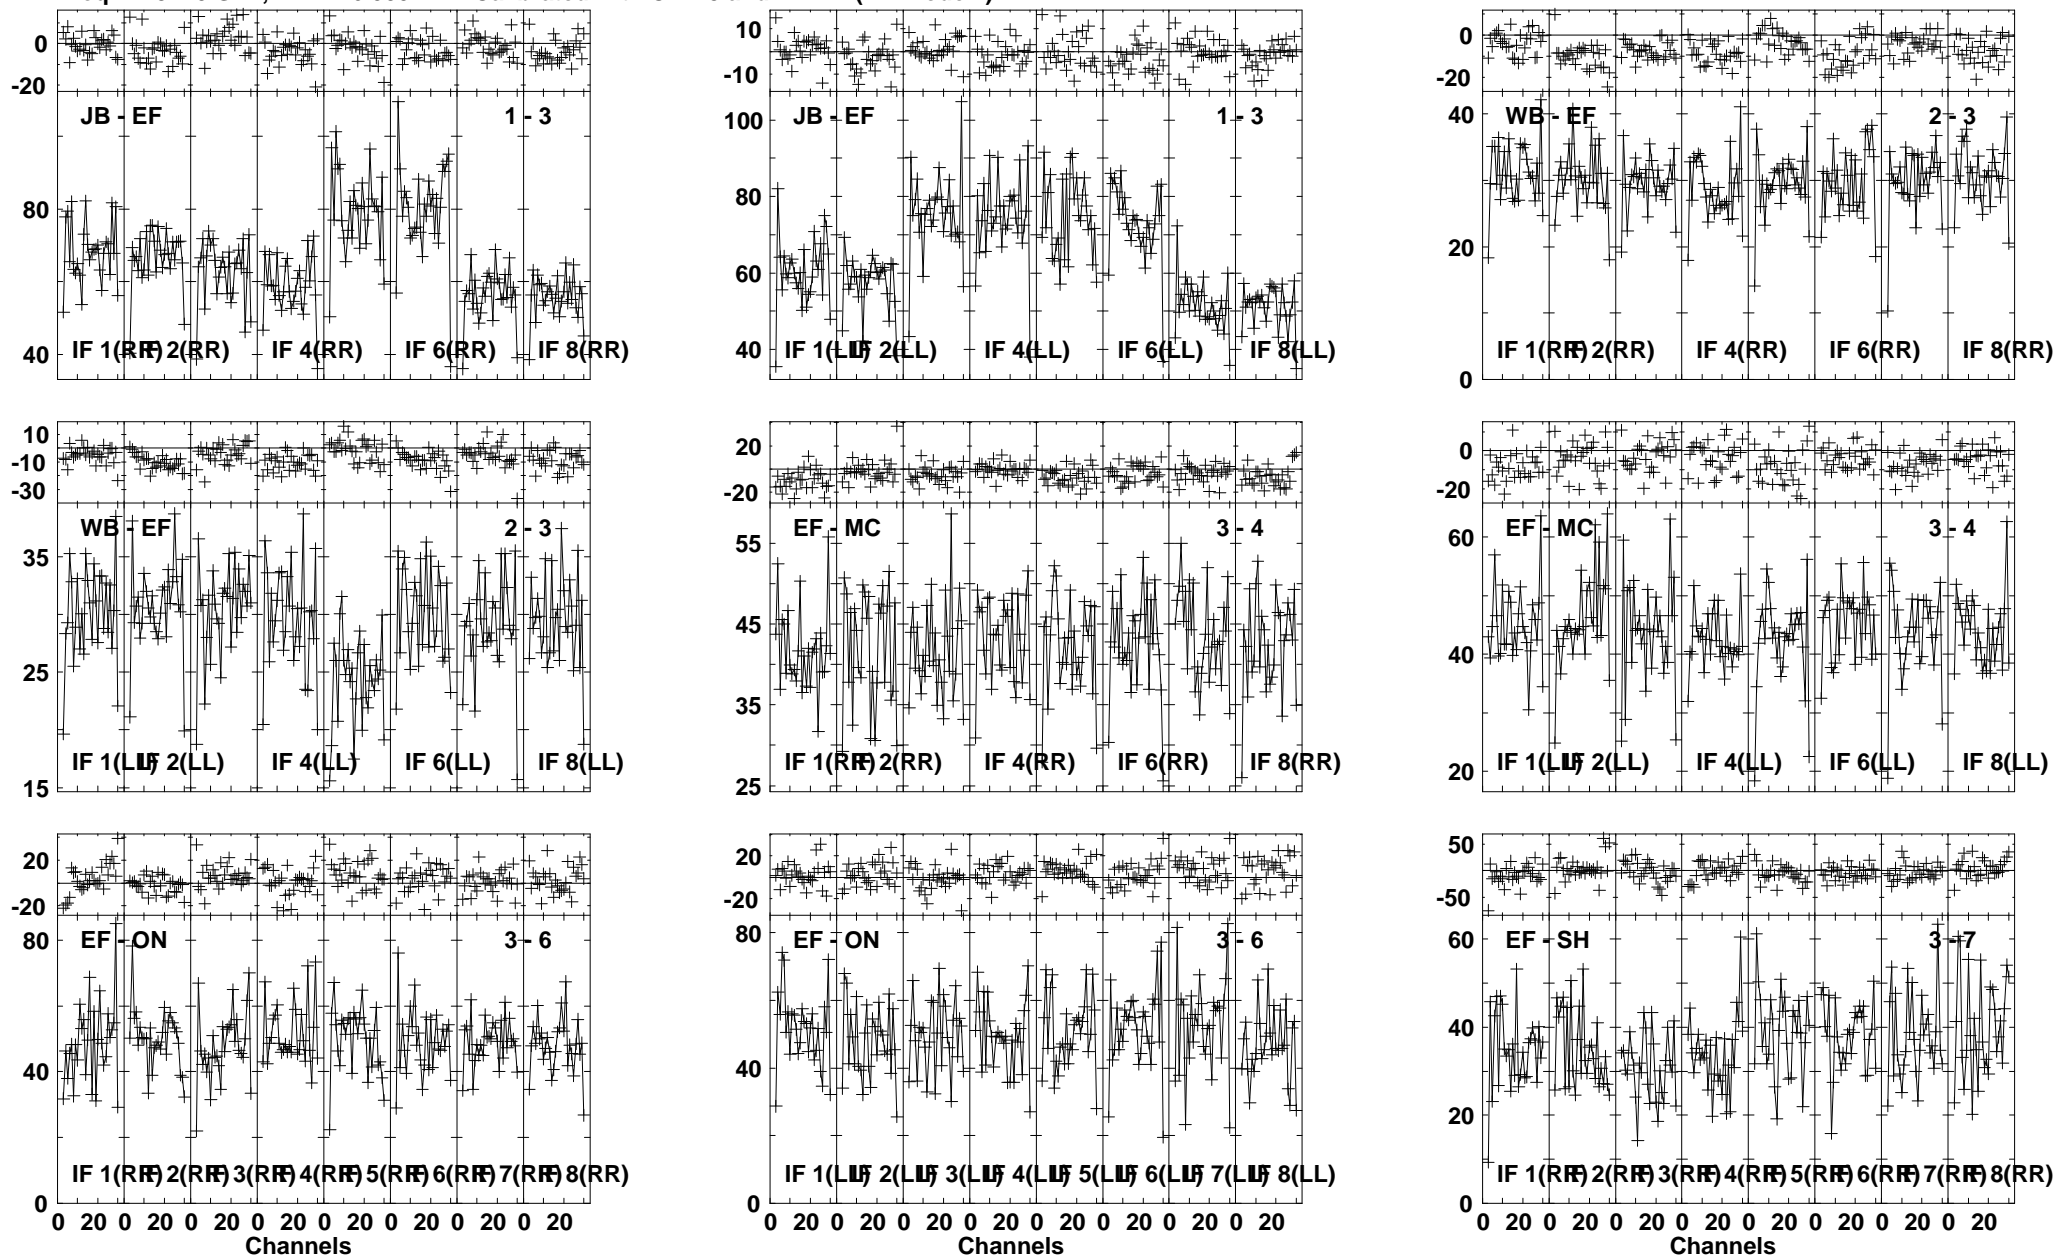 0
-20
JB - EF
1 - 3
80
40
IF 1(RR)
IF 2(RR)
IF 4(RR)
IF 6(RR)
IF 8(RR)
10
-10
JB - EF
1 - 3
100
80
60
40
IF 1(LL)
IF 2(LL)
IF 4(LL)
IF 6(LL)
IF 8(LL)
0
-20
WB - EF
2 - 3
40
20
0
IF 1(RR)
IF 2(RR)
IF 4(RR)
IF 6(RR)
IF 8(RR)
10
-10
-30
WB - EF
2 - 3
35
25
15
IF 1(LL)
IF 2(LL)
IF 4(LL)
IF 6(LL)
IF 8(LL)
20
-20
EF - MC
3 - 4
55
45
35
25
IF 1(RR)
IF 2(RR)
IF 4(RR)
IF 6(RR)
IF 8(RR)
0
-20
EF - MC
3 - 4
60
40
20
IF 1(LL)
IF 2(LL)
IF 4(LL)
IF 6(LL)
IF 8(LL)
20
-20
EF - ON
3 - 6
80
40
0
IF 1(RR)
IF 2(RR)
IF 3(RR)
IF 4(RR)
IF 5(RR)
IF 6(RR)
IF 7(RR)
IF 8(RR)
0 20 0 20 0 20 0 20 0 20 0 20 0 20 0 20
Channels
20
-20
EF - ON
3 - 6
80
40
0
IF 1(LL)
IF 2(LL)
IF 3(LL)
IF 4(LL)
IF 5(LL)
IF 6(LL)
IF 7(LL)
IF 8(LL)
0 20 0 20 0 20 0 20 0 20 0 20 0 20 0 20
Channels
50
-50
EF - SH
3 - 7
60
40
20
0
IF 1(RR)
IF 2(RR)
IF 3(RR)
IF 4(RR)
IF 5(RR)
IF 6(RR)
IF 7(RR)
IF 8(RR)
0 20 0 20 0 20 0 20 0 20 0 20 0 20 0 20
Channels